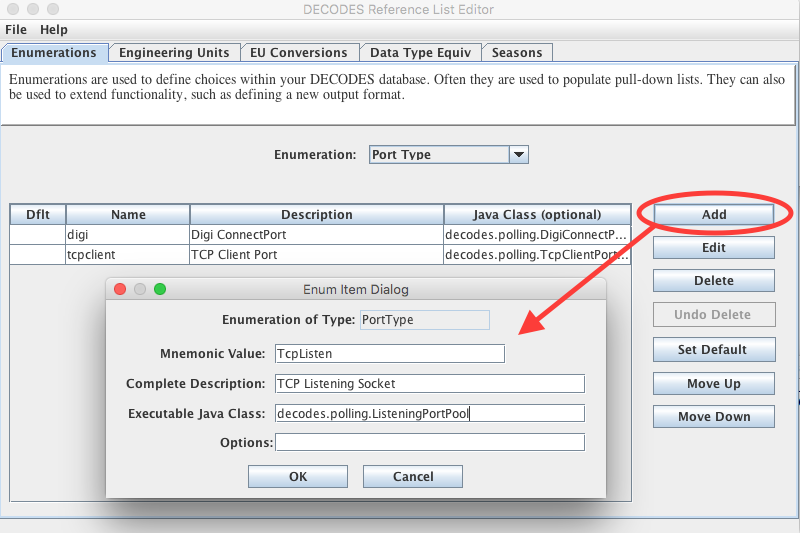 DECODES Reference List Editor
File Help
Enumerations Engineering Units EU Conversions Data Type Equiv Seasons
Enumerations are used to define choices within your DECODES database. Often they are used to populate pull-down lists. They can also
be used to extend functionality, such as defining a new output format.
Enumeration: Port Type
Dflt Name Description Java Class (optional)
digi Digi ConnectPort decodes.polling.DigiConnectP...
tcpclient TCP Client Port decodes.polling.TcpClientPort...
Add
Edit
Delete
Undo Delete
Set Default
Move Up
Move Down
Enum Item Dialog
Enumeration of Type: PortType
Mnemonic Value: TcpListen
Complete Description: TCP Listening Socket
Executable Java Class: decodes.polling.ListeningPortPool
Options:
OK Cancel